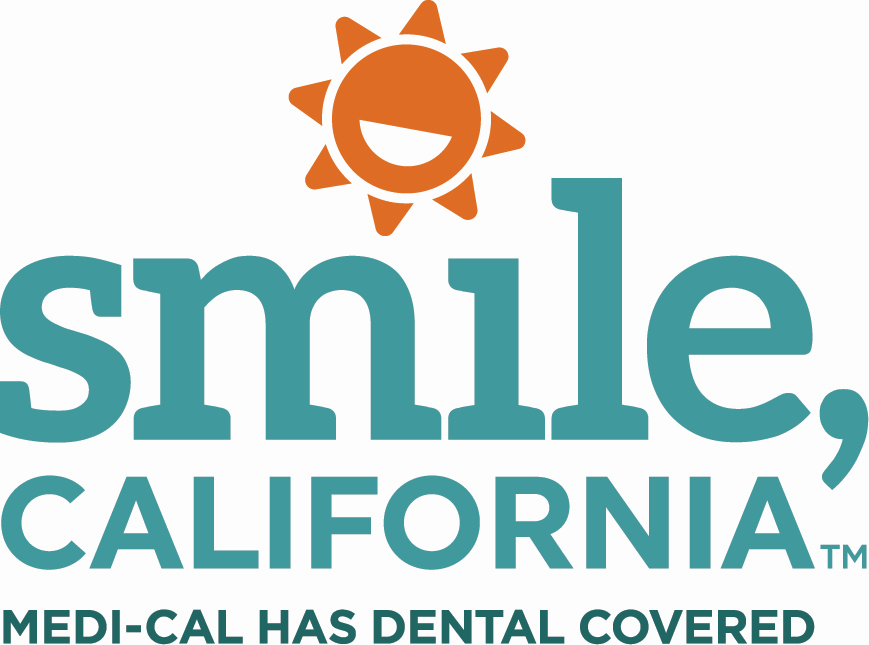 smile,
CALIFORNIA™
MEDI-CAL HAS DENTAL COVERED